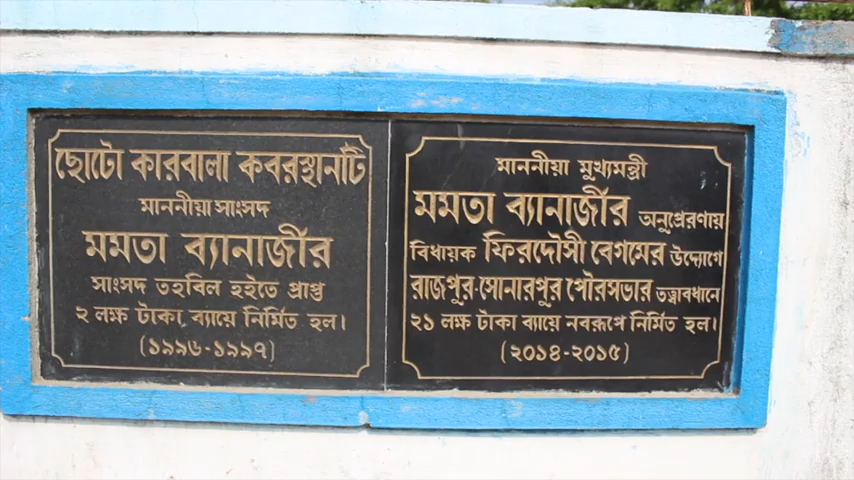 ছোটো কারবালা কবরস্থানটি
মাননীয়া সাংসদ
মমতা ব্যানার্জীর
সাংসদ তহবিল হইতে প্রাপ্ত
২ লক্ষ টাকা ব্যায়ে নির্মিত হল।
(১৯৯৬-১৯৯৭)
মাননীয়া মুখ্যমন্ত্রী
মমতা ব্যানার্জীর অনুপ্রেরণায়
বিধায়ক ফিরদৌসী বেগমের উদ্যোগে
রাজপুর-সোনারপুর পৌরসভার তত্ত্বাবধানে
২১ লক্ষ টাকা ব্যায়ে নবরূপে নির্মিত হল।
(২০১৪-২০১৫)